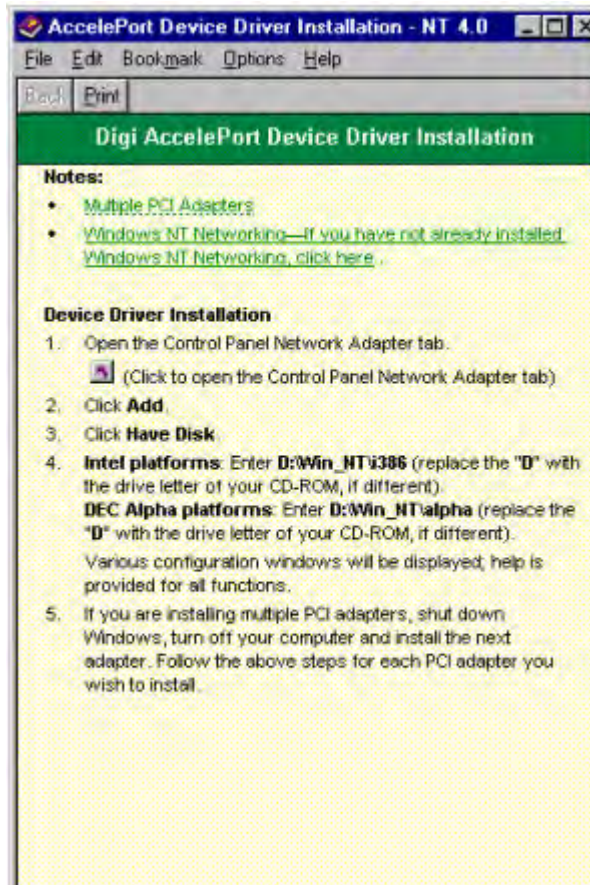 AccelePort Device Driver Installation - NT 4.0
File Edit Bookmark Options Help
Back Print
Digi AccelePort Device Driver Installation
Notes:
• Multiple PCI Adapters
• Windows NT Networking—if you have not already installed
Windows NT Networking, click here .
Device Driver Installation
1. Open the Control Panel Network Adapter tab.
(Click to open the Control Panel Network Adapter tab)
2. Click Add.
3. Click Have Disk.
4. Intel platforms: Enter D:\Win_NT\i386 (replace the "D" with
the drive letter of your CD-ROM, if different).
DEC Alpha platforms: Enter D:\Win_NT\alpha (replace the
"D" with the drive letter of your CD-ROM, if different).
Various configuration windows will be displayed; help is
provided for all functions.
5. If you are installing multiple PCI adapters, shut down
Windows, turn off your computer and install the next
adapter. Follow the above steps for each PCI adapter you
wish to install.